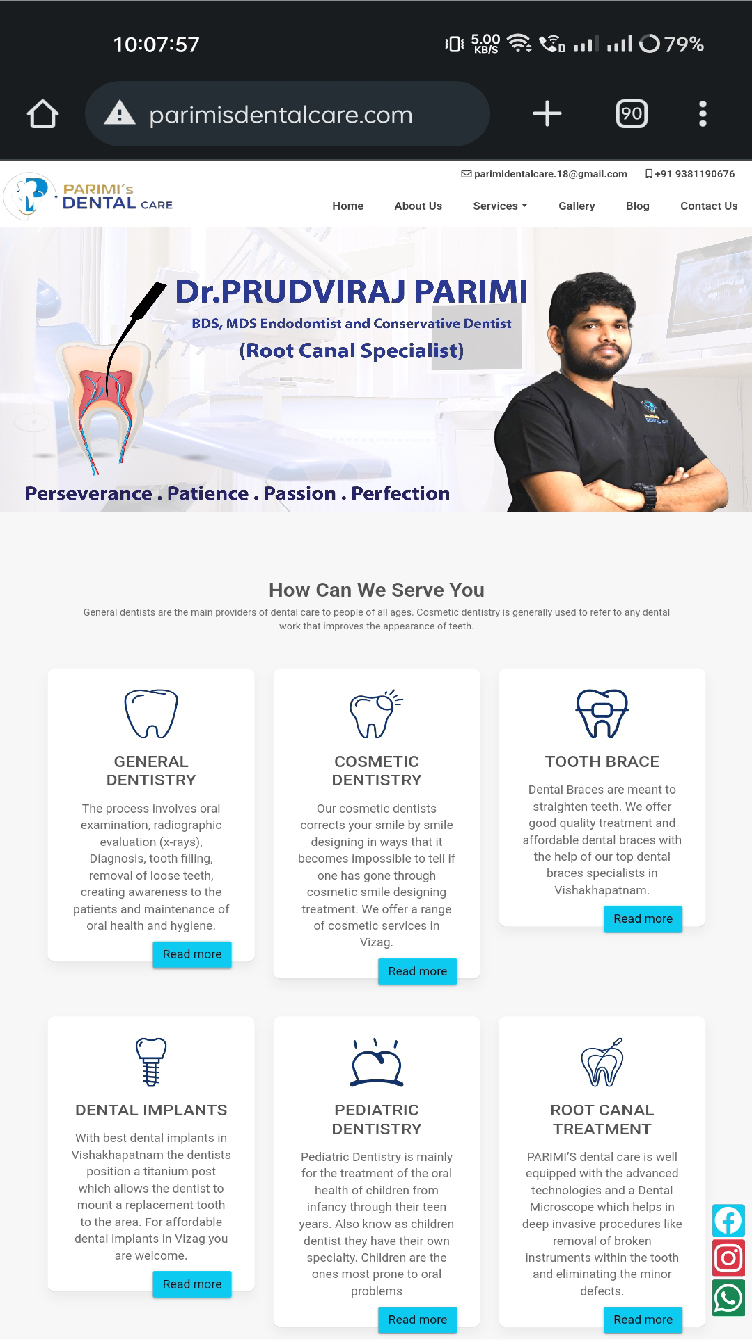 10:07:57
5.00 KB/S
79%
parimisdentalcare.com
90
parimidentalcare.18@gmail.com +91 9381190676
PARIMI's
DENTAL CARE
Home About Us Services Gallery Blog Contact Us
Dr.PRUDVIRAJ PARIMI
BDS, MDS Endodontist and Conservative Dentist
(Root Canal Specialist)
Perseverance . Patience . Passion . Perfection
How Can We Serve You
General dentists are the main providers of dental care to people of all ages. Cosmetic dentistry is generally used to refer to any dental
work that improves the appearance of teeth.
GENERAL
DENTISTRY
The process involves oral
examination, radiographic
evaluation (x-rays),
Diagnosis, tooth filling,
removal of loose teeth,
creating awareness to the
patients and maintenance of
oral health and hygiene.
Read more
COSMETIC
DENTISTRY
Our cosmetic dentists
corrects your smile by smile
designing in ways that it
becomes impossible to tell if
one has gone through
cosmetic smile designing
treatment. We offer a range
of cosmetic services in
Vizag.
Read more
TOOTH BRACE
Dental Braces are meant to
straighten teeth. We offer
good quality treatment and
affordable dental braces with
the help of our top dental
braces specialists in
Vishakhapatnam.
Read more
DENTAL IMPLANTS
With best dental implants in
Vishakhapatnam the dentists
position a titanium post
which allows the dentist to
mount a replacement tooth
to the area. For affordable
dental implants in Vizag you
are welcome.
Read more
PEDIATRIC
DENTISTRY
Pediatric Dentistry is mainly
for the treatment of the oral
health of children from
infancy through their teen
years. Also know as children
dentist they have their own
specialty. Children are the
ones most prone to oral
problems
Read more
ROOT CANAL
TREATMENT
PARIMI'S dental care is well
equipped with the advanced
technologies and a Dental
Microscope which helps in
deep invasive procedures like
removal of broken
instruments within the tooth
and eliminating the minor
defects.
Read more